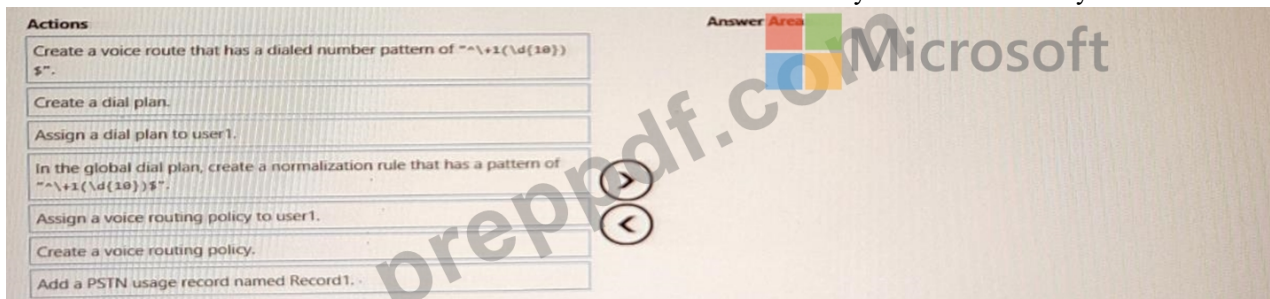 Actions
Answer Area
Microsoft
Create a voice route that has a dialed number pattern of "^\+1(\d{10})
$".
Create a dial plan.
Assign a dial plan to user1.
In the global dial plan, create a normalization rule that has a pattern of
"^\+1(\d{10})$".
Assign a voice routing policy to user1.
Create a voice routing policy.
Add a PSTN usage record named Record1.
preppdf.com